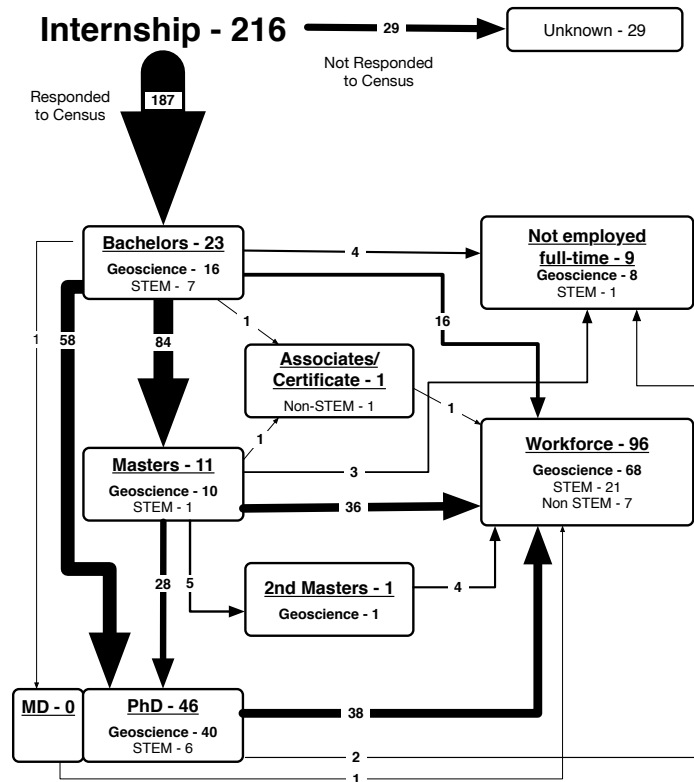 Internship - 216
29
Unknown - 29
Not Responded
to Census
Responded
to Census
187
Bachelors - 23
Geoscience - 16
STEM - 7
4
Not employed
full-time - 9
Geoscience - 8
STEM - 1
16
1
58
84
1
Associates/
Certificate - 1
Non-STEM - 1
1
1
Masters - 11
Geoscience - 10
STEM - 1
3
36
Workforce - 96
Geoscience - 68
STEM - 21
Non STEM - 7
28
5
2nd Masters - 1
Geoscience - 1
4
MD - 0
PhD - 46
Geoscience - 40
STEM - 6
38
2
1